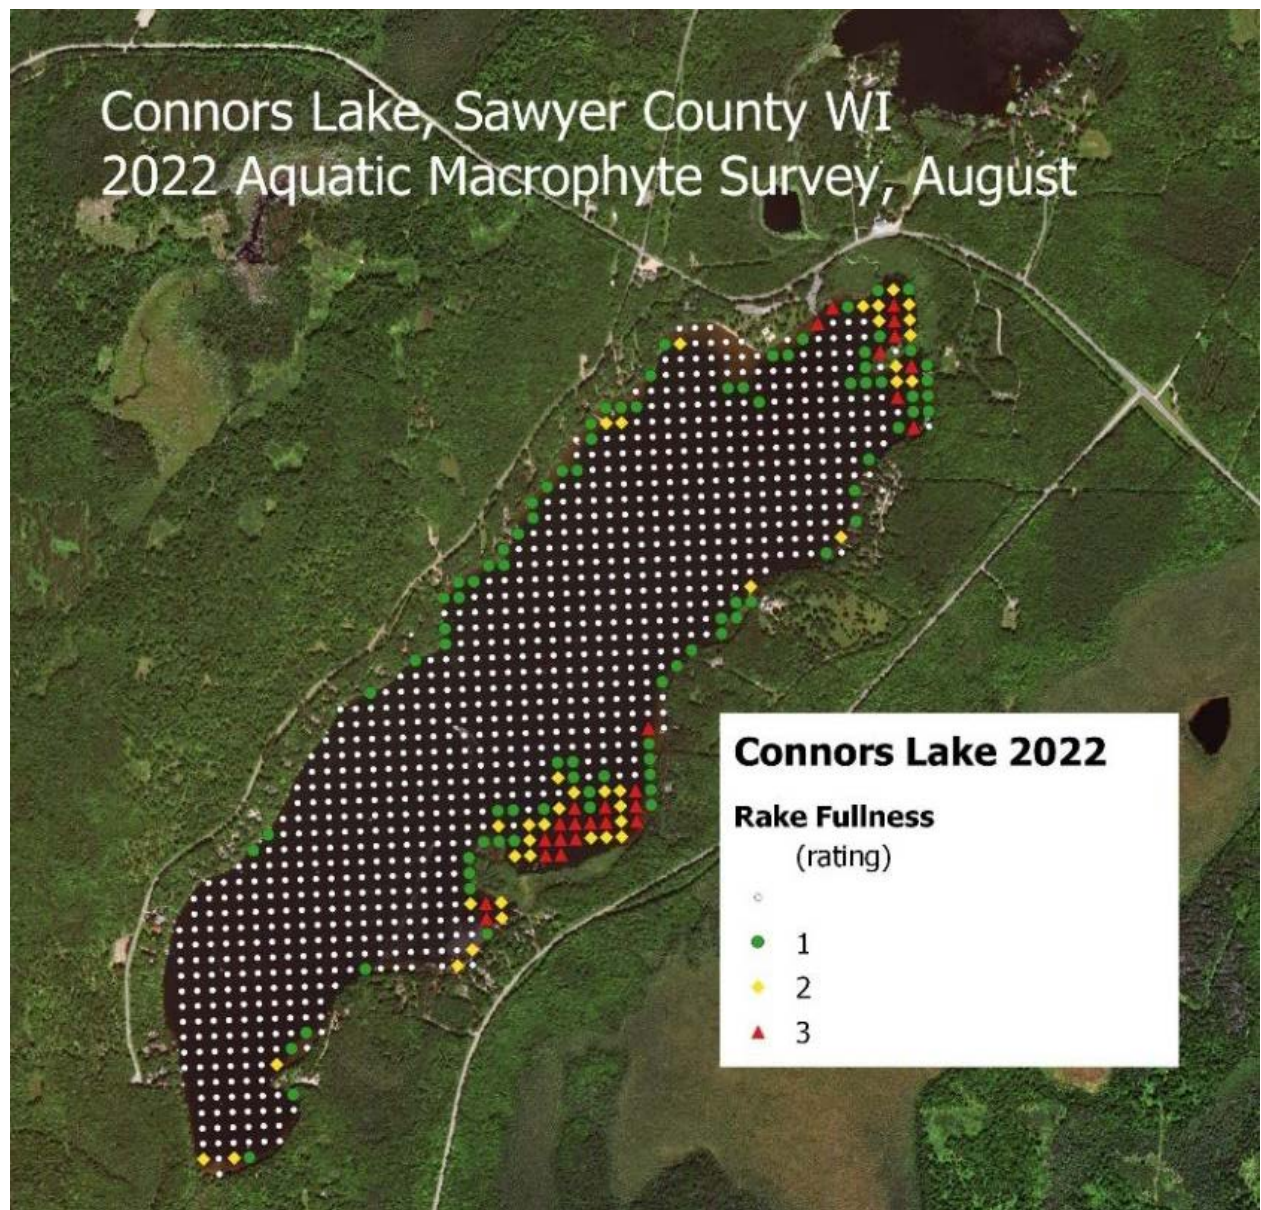 Connors Lake, Sawyer County WI
2022 Aquatic Macrophyte Survey, August
Connors Lake 2022
Rake Fullness
(rating)
1
2
3